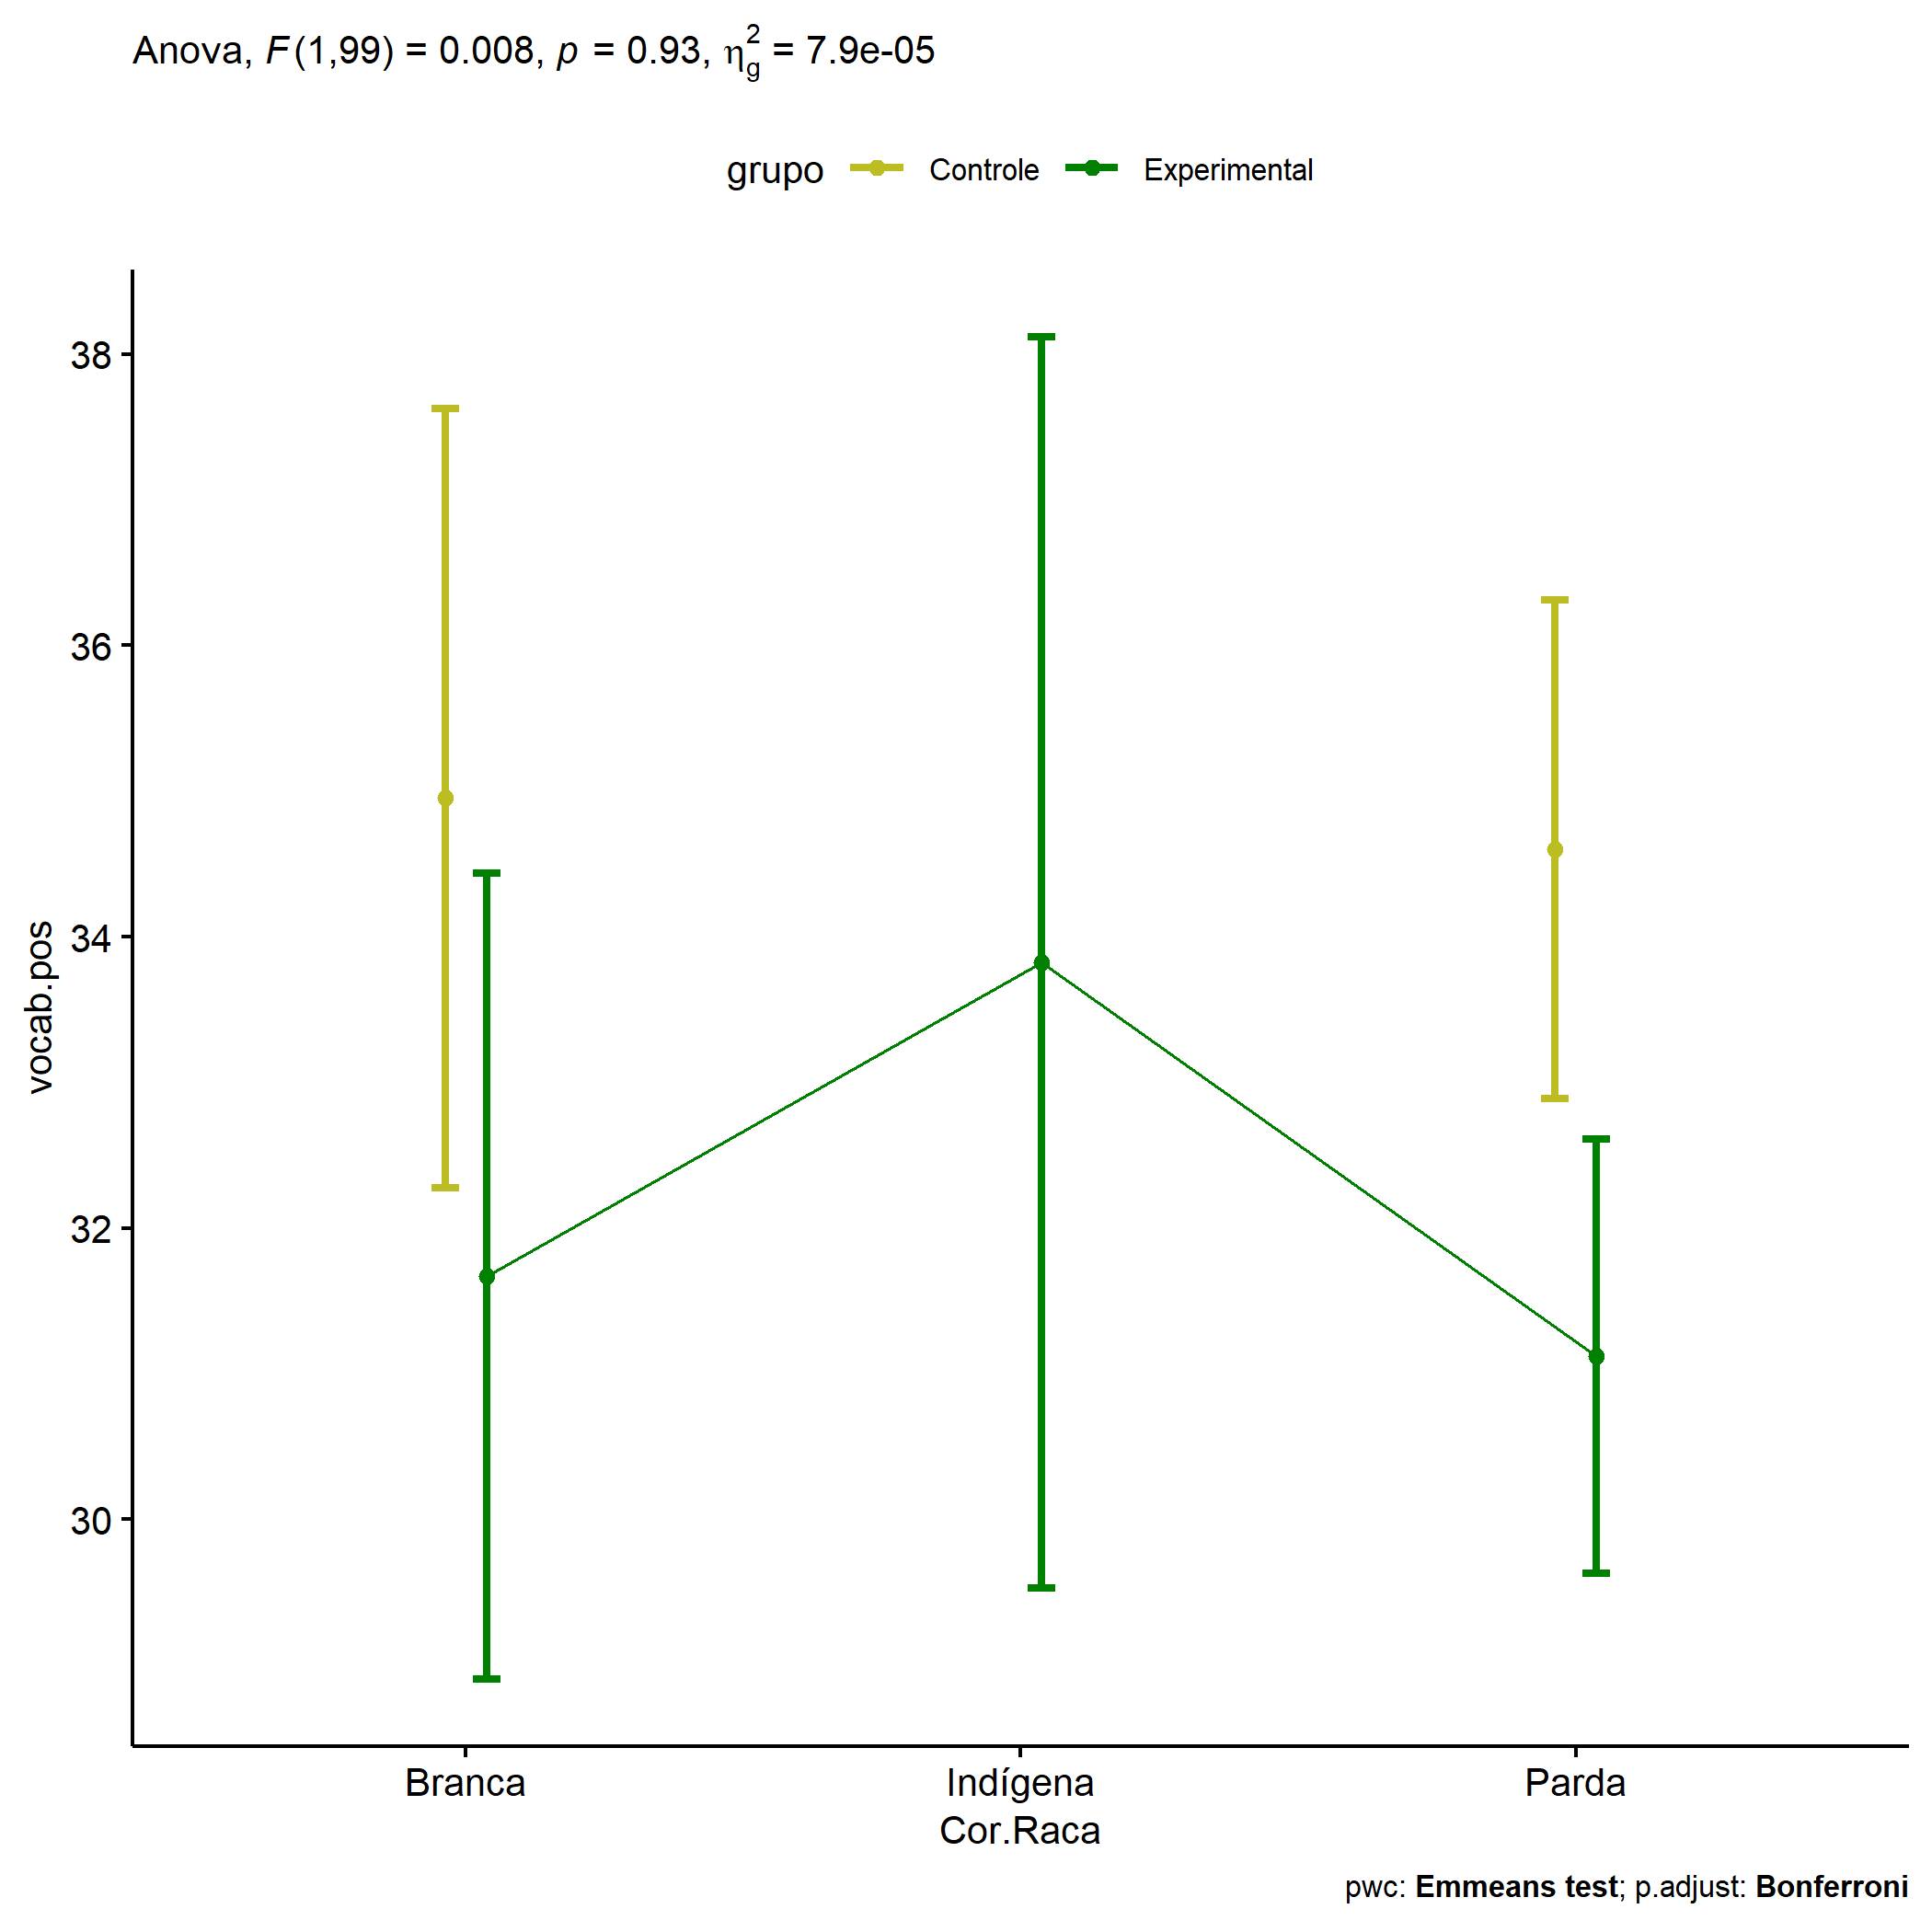 Anova, F(1,99) = 0.008, p = 0.93, η²g = 7.9e-05
grupo Controle Experimental
38
36
34
32
30
vocab.pos
Branca Indígena Parda
Cor.Raca
pwc: Emmeans test; p.adjust: Bonferroni